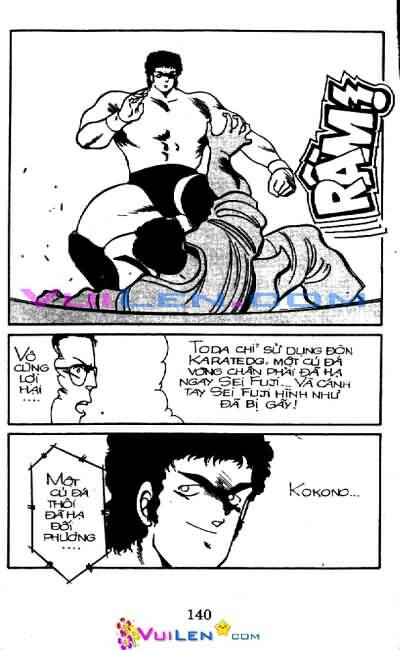 RẦM!
VUILEN.COM
VÔ
CÙNG
LỢI
HẠI
....
TODA CHỈ SỬ DỤNG ĐÒN
KARATEDO, MỘT CÚ ĐÁ
VÒNG CHÂN PHẢI ĐÃ HẠ
NGAY SEI FUJI... VÀ CÁNH
TAY SEI FUJI HÌNH NHƯ
ĐÃ BỊ GÃY!
MỘT
CÚ ĐÁ
THÔI
ĐÃ HẠ
ĐỐI
PHƯƠNG
....
KOKONO...
140
VUILEN.COM